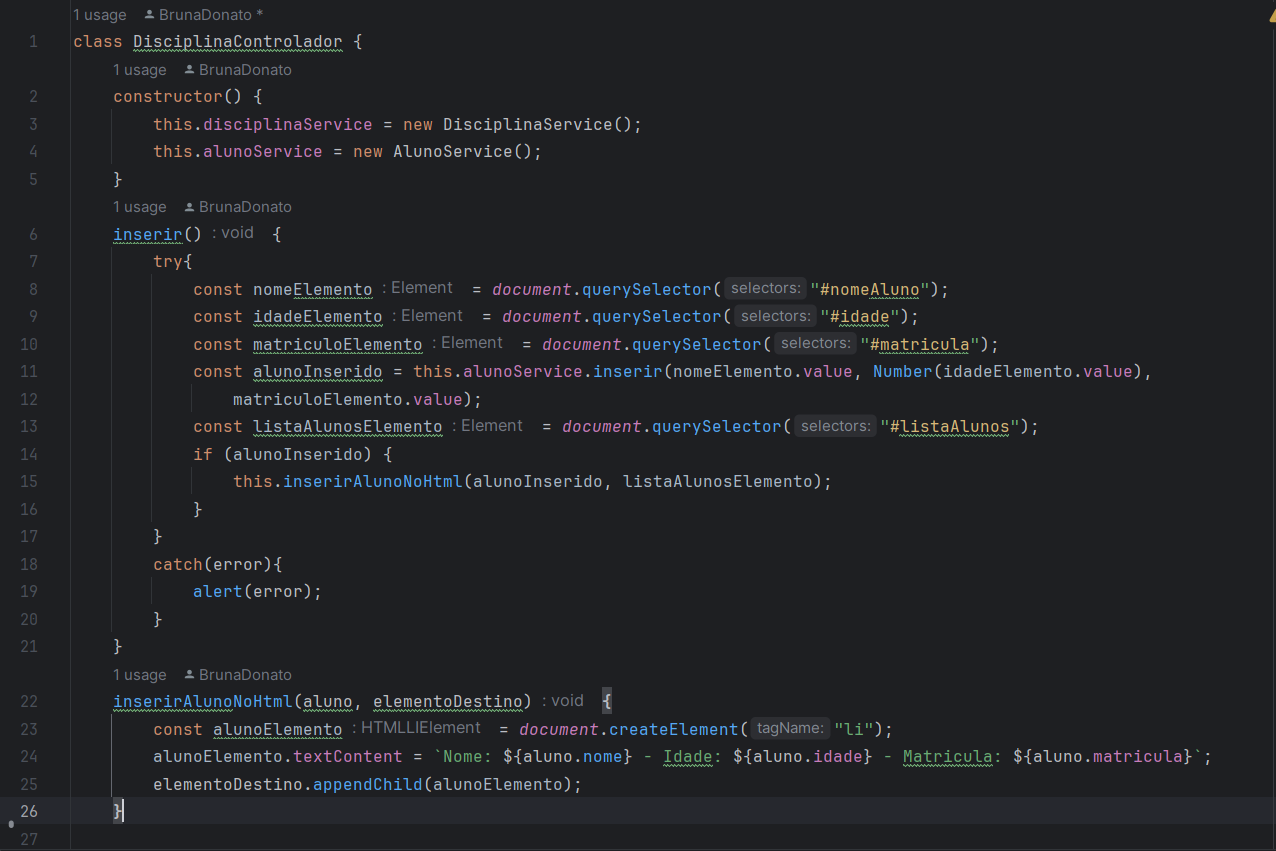 1 usage BrunaDonato *
1 class DisciplinaControlador {
1 usage BrunaDonato
2 constructor() {
3 this.disciplinaService = new DisciplinaService();
4 this.alunoService = new AlunoService();
5 }
1 usage BrunaDonato
6 inserir() : void {
7 try{
8 const nomeElemento : Element = document.querySelector( selectors: "#nomeAluno");
9 const idadeElemento : Element = document.querySelector( selectors: "#idade");
10 const matriculoElemento : Element = document.querySelector( selectors: "#matricula");
11 const alunoInserido = this.alunoService.inserir(nomeElemento.value, Number(idadeElemento.value),
12 matriculoElemento.value);
13 const listaAlunosElemento : Element = document.querySelector( selectors: "#listaAlunos");
14 if (alunoInserido) {
15 this.inserirAlunoNoHtml(alunoInserido, listaAlunosElemento);
16 }
17 }
18 catch(error){
19 alert(error);
20 }
21 }
1 usage BrunaDonato
22 inserirAlunoNoHtml(aluno, elementoDestino) : void {
23 const alunoElemento : HTMLLIElement = document.createElement( tagName: "li");
24 alunoElemento.textContent = `Nome: ${aluno.nome} - Idade: ${aluno.idade} - Matricula: ${aluno.matricula}`;
25 elementoDestino.appendChild(alunoElemento);
26 }
27